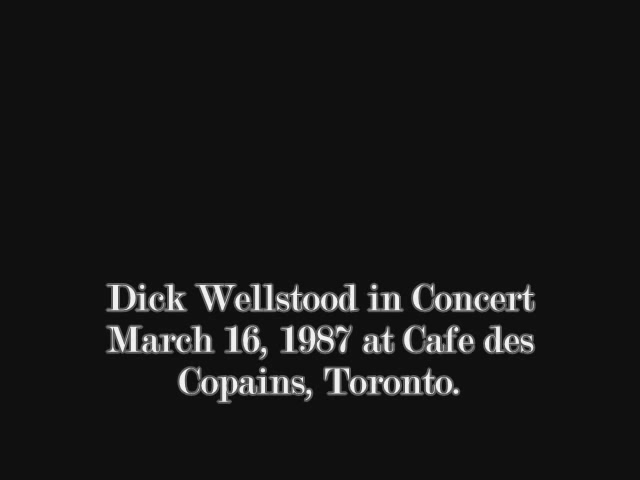 Dick Wellstood in Concert
March 16, 1987 at Cafe des
Copains, Toronto.